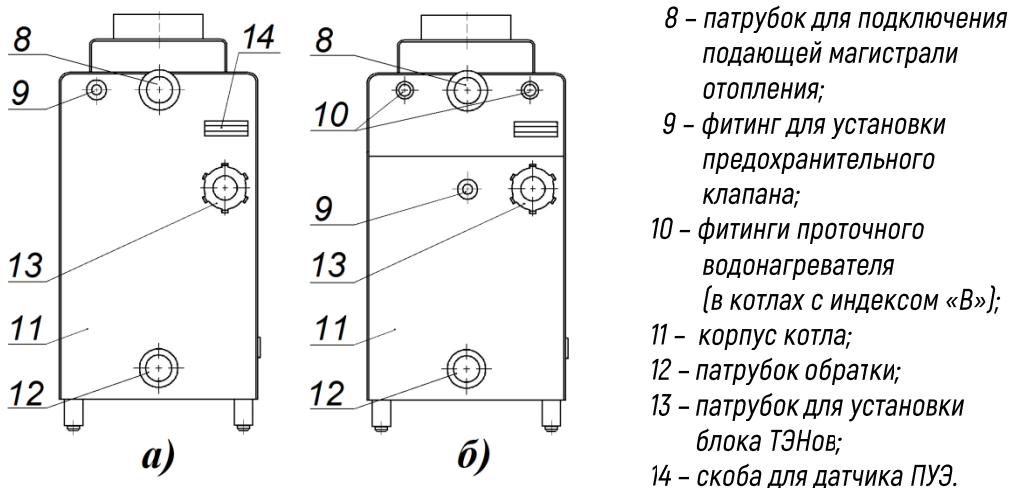 8
14
9
13
11
12
а)
8
10
9
13
11
12
б)
8 – патрубок для подключения
подающей магистрали
отопления;
9 – фитинг для установки
предохранительного
клапана;
10 – фитинги проточного
водонагревателя
(в котлах с индексом «В»);
11 – корпус котла;
12 – патрубок обратки;
13 – патрубок для установки
блока ТЭНов;
14 – скоба для датчика ПУЭ.